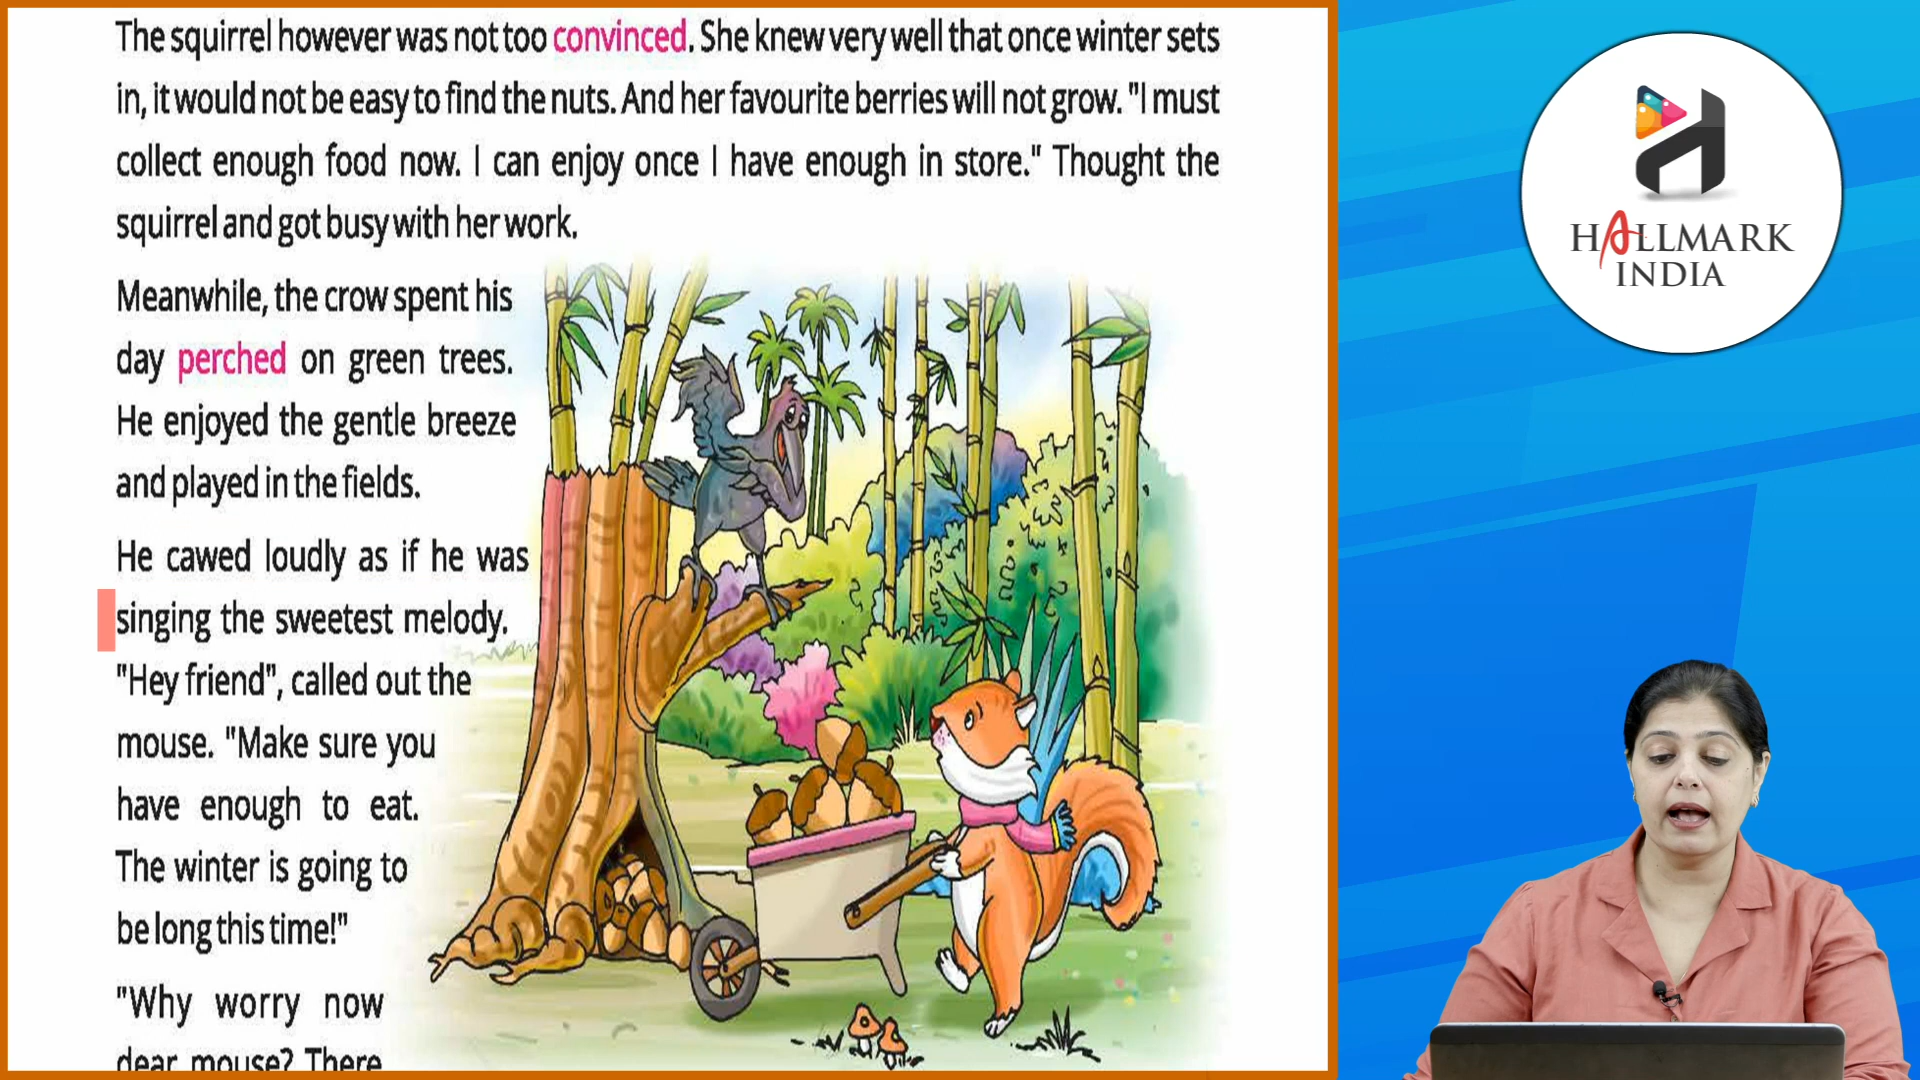 The squirrel however was not too convinced. She knew very well that once winter sets
in, it would not be easy to find the nuts. And her favourite berries will not grow. "I must
collect enough food now. I can enjoy once I have enough in store." Thought the
squirrel and got busy with her work.
Meanwhile, the crow spent his
day perched on green trees.
He enjoyed the gentle breeze
and played in the fields.
He cawed loudly as if he was
singing the sweetest melody.
"Hey friend", called out the
mouse. "Make sure you
have enough to eat.
The winter is going to
be long this time!"
"Why worry now
dear mouse? There
HALLMARK
INDIA